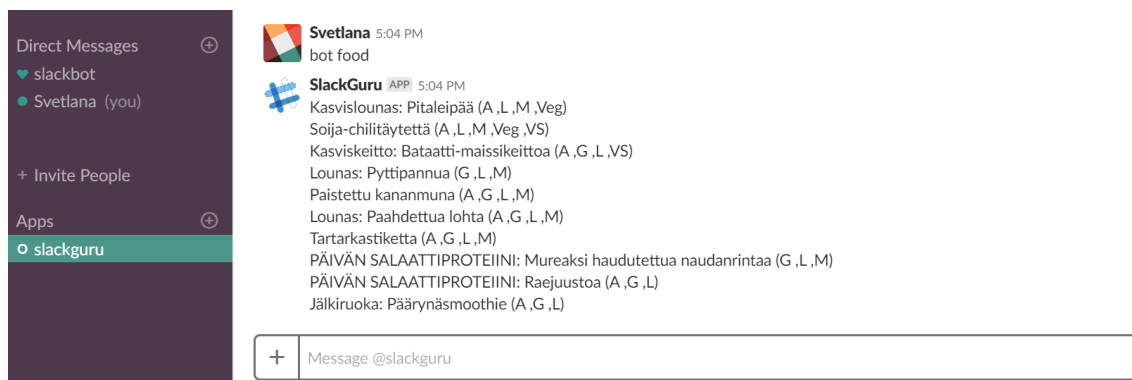 Direct Messages
slackbot
Svetlana (you)
+ Invite People
Apps
slackguru
Svetlana 5:04 PM
bot food
SlackGuru APP 5:04 PM
Kasvislounas: Pitaleipää (A ,L ,M ,Veg)
Soija-chilitäytettä (A ,L ,M ,Veg ,VS)
Kasviskeitto: Bataatti-maissikeittoa (A ,G ,L ,VS)
Lounas: Pyttipannua (G ,L ,M)
Paistettu kananmuna (A ,G ,L ,M)
Lounas: Paahdettua lohta (A ,G ,L ,M)
Tartarkastiketta (A ,G ,L ,M)
PÄIVÄN SALAATTIPROTEIINI: Mureaksi haudutettua naudanrintaa (G ,L ,M)
PÄIVÄN SALAATTIPROTEIINI: Raejuustoa (A ,G ,L)
Jälkiruoka: Päärynäsmoothie (A ,G ,L)
+ Message @slackguru